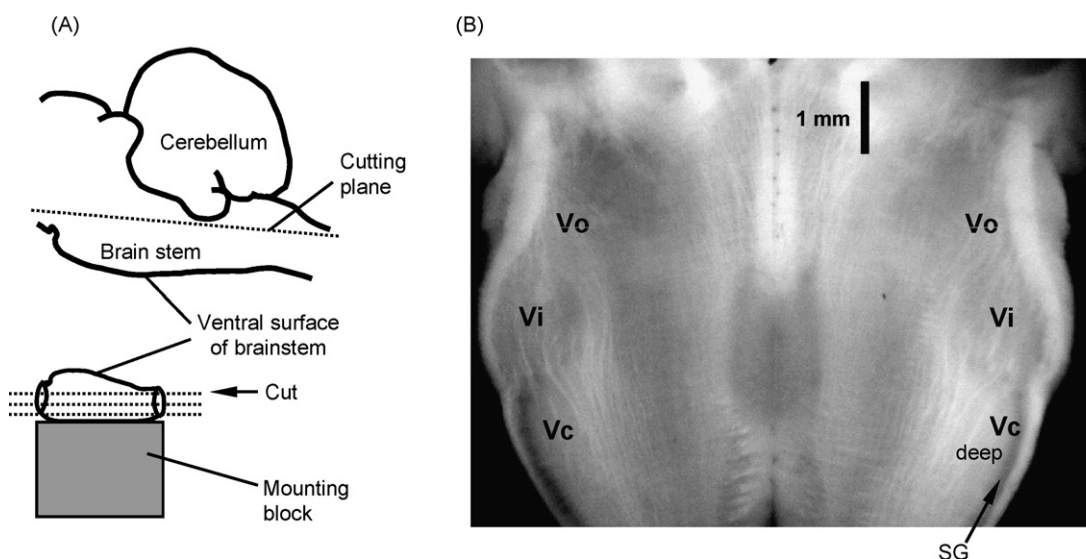 (A)
Cerebellum
Cutting
plane
Brain stem
Ventral surface
of brainstem
Cut
Mounting
block
(B)
1 mm
Vo
Vo
Vi
Vi
Vc
Vc
deep
SG